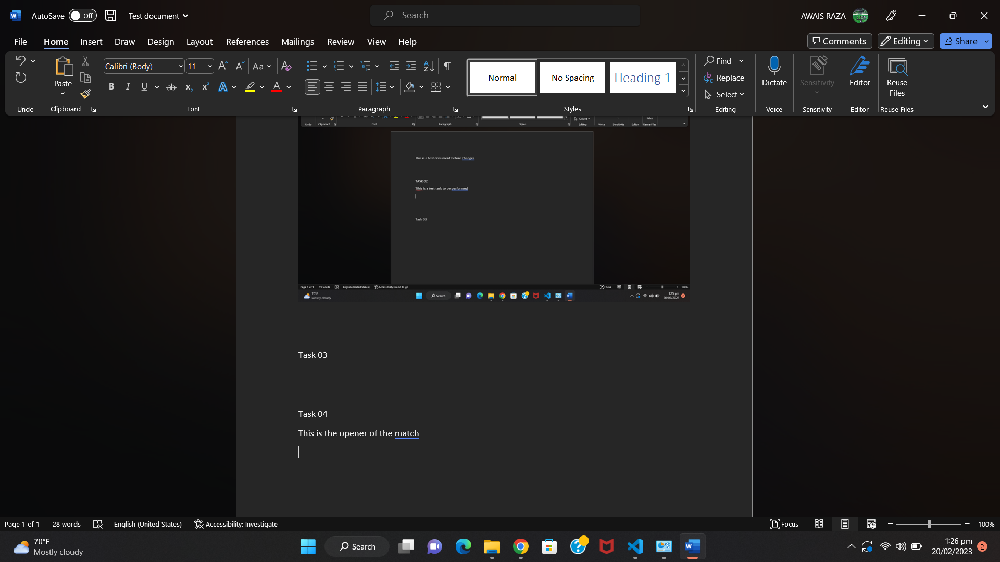 AutoSave Off Test document Search AWAIS RAZA
File Home Insert Draw Design Layout References Mailings Review View Help Comments Editing Share
Calibri (Body) 11 Aa
Paste Normal No Spacing Heading 1 Find Replace Select Dictate Sensitivity Editor Reuse Files
Undo Clipboard Font Paragraph Styles Editing Voice Sensitivity Editor Reuse Files
Select
Files
Undo Clipboard Font Paragraph Styles Editing Voice Sensitivity Editor Reuse Files
This is a test document before changes
TASK 02
Tihis is a test task to be performed
Task 03
Page 1 of 1 19 words English (United States) Accessibility: Good to go Focus 100%
70°F
Mostly cloudy
Search
1:25 pm
20/02/2023
2
Task 03
Task 04
This is the opener of the match
Page 1 of 1 28 words English (United States) Accessibility: Investigate Focus 100%
70°F
Mostly cloudy
Search
1:26 pm
20/02/2023
2